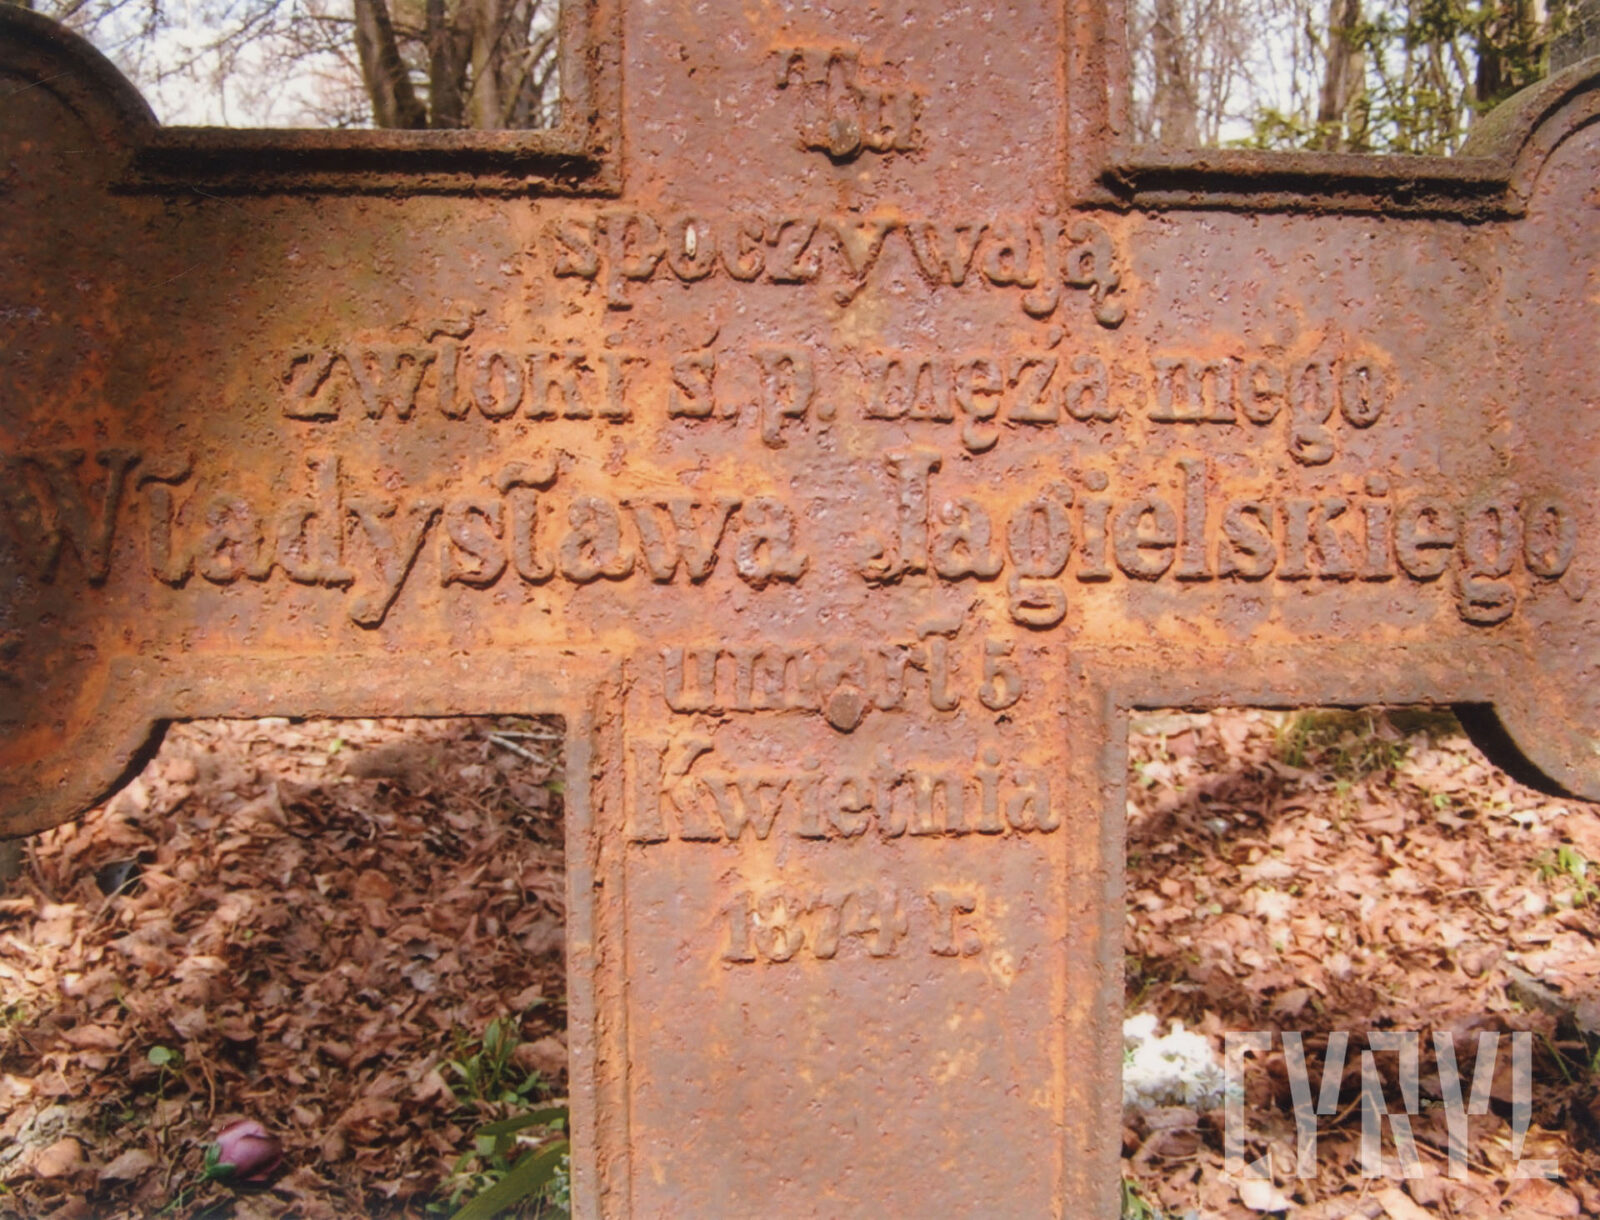 Tu
spoczywają
zwłoki ś. p. męża mego
Władysława Jagielskiego
umarł 5
Kwietnia
1874 r.
CYRYL